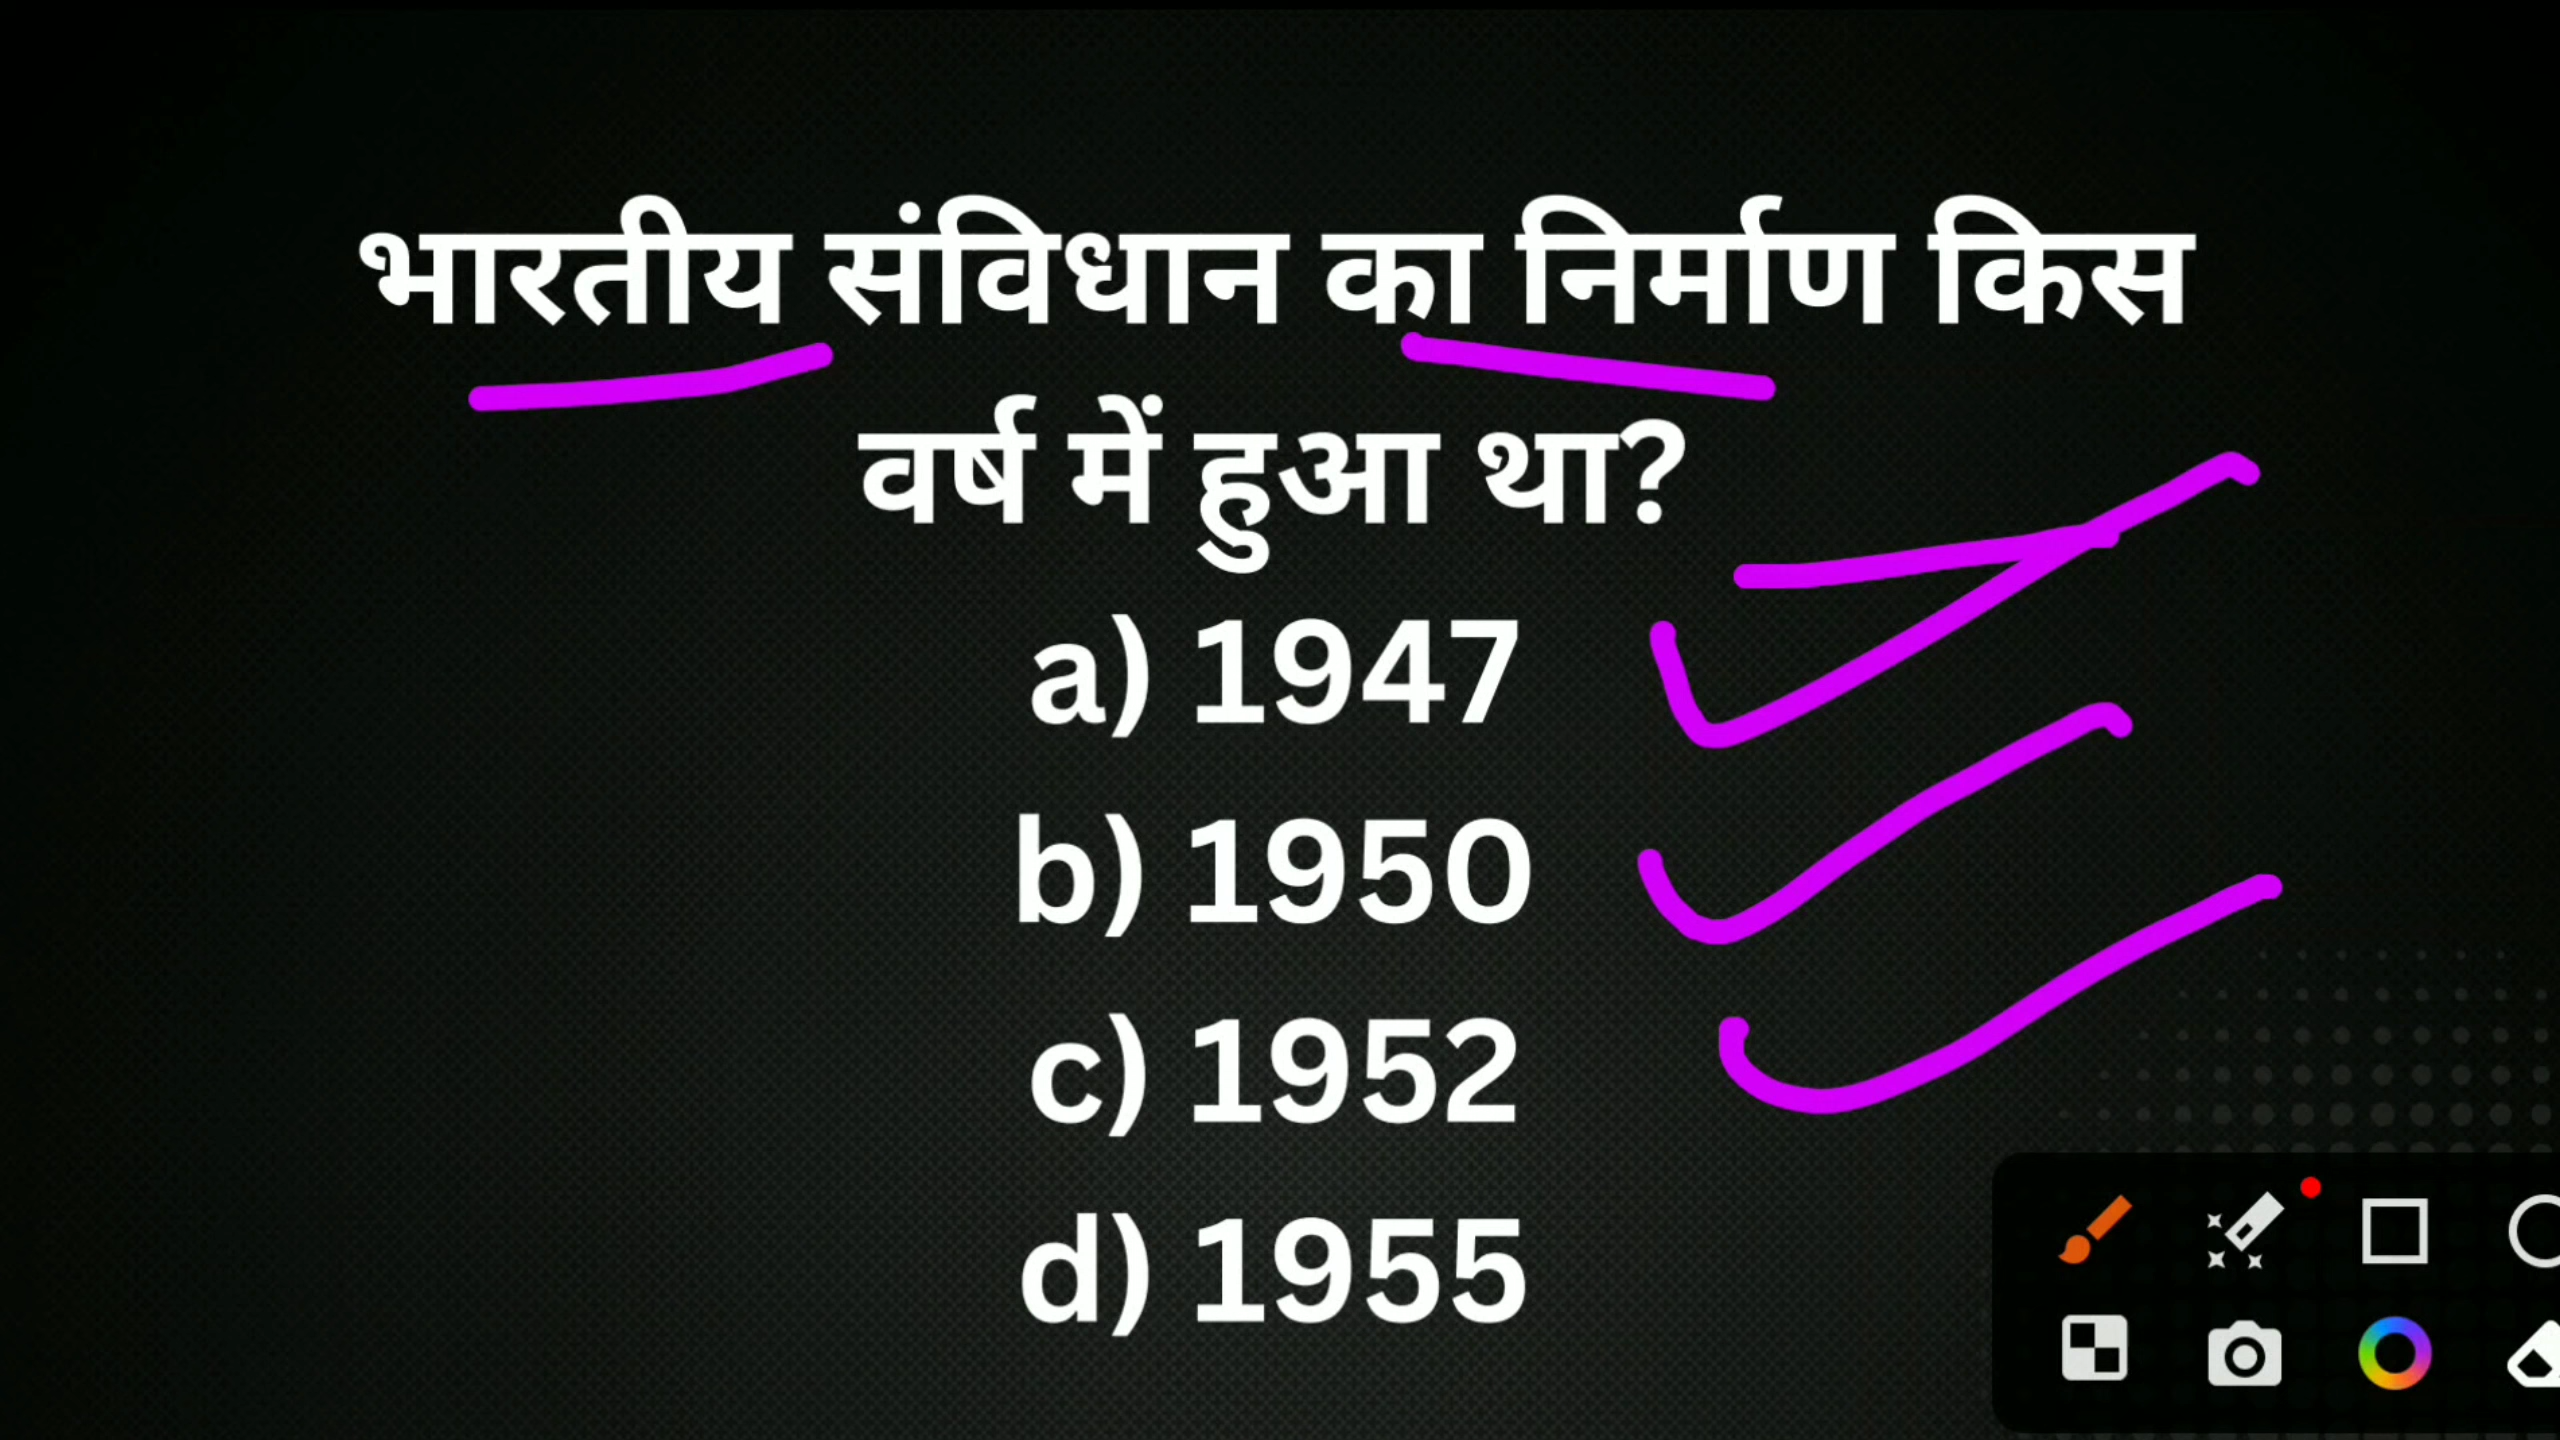 भारतीय संविधान का निर्माण किस
वर्ष में हुआ था?
a) 1947
b) 1950
c) 1952
d) 1955